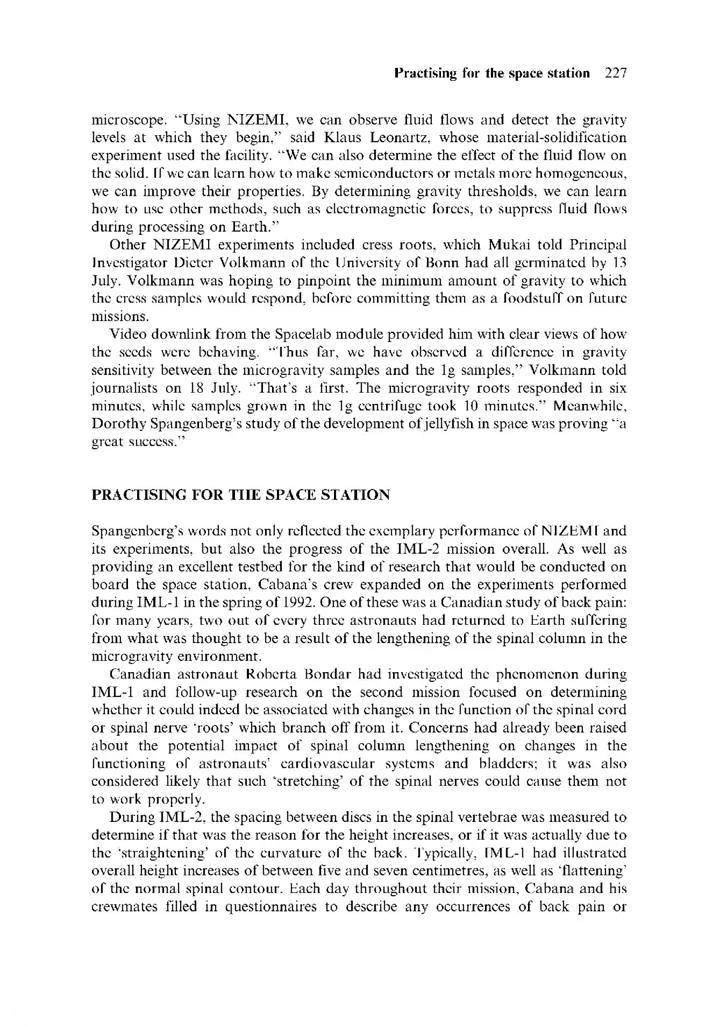 Practising for the space station 227
microscope. “Using NIZEMI, we can observe fluid flows and detect the gravity
levels at which they begin,” said Klaus Leonartz, whose material-solidification
experiment used the facility. “We can also determine the effect of the fluid flow on
the solid. If we can learn how to make semiconductors or metals more homogeneous,
we can improve their properties. By determining gravity thresholds, we can learn
how to use other methods, such as electromagnetic forces, to suppress fluid flows
during processing on Earth.”
Other NIZEMI experiments included cress roots, which Mukai told Principal
Investigator Dieter Volkmann of the University of Bonn had all germinated by 13
July. Volkmann was hoping to pinpoint the minimum amount of gravity to which
the cress samples would respond, before committing them as a foodstuff on future
missions.
Video downlink from the Spacelab module provided him with clear views of how
the seeds were behaving. “Thus far, we have observed a difference in gravity
sensitivity between the microgravity samples and the 1g samples,” Volkmann told
journalists on 18 July. “That’s a first. The microgravity roots responded in six
minutes, while samples grown in the 1g centrifuge took 10 minutes.” Meanwhile,
Dorothy Spangenberg’s study of the development of jellyfish in space was proving “a
great success.”
PRACTISING FOR THE SPACE STATION
Spangenberg’s words not only reflected the exemplary performance of NIZEMI and
its experiments, but also the progress of the IML-2 mission overall. As well as
providing an excellent testbed for the kind of research that would be conducted on
board the space station, Cabana’s crew expanded on the experiments performed
during IML-1 in the spring of 1992. One of these was a Canadian study of back pain:
for many years, two out of every three astronauts had returned to Earth suffering
from what was thought to be a result of the lengthening of the spinal column in the
microgravity environment.
Canadian astronaut Roberta Bondar had investigated the phenomenon during
IML-1 and follow-up research on the second mission focused on determining
whether it could indeed be associated with changes in the function of the spinal cord
or spinal nerve ‘roots’ which branch off from it. Concerns had already been raised
about the potential impact of spinal column lengthening on changes in the
functioning of astronauts’ cardiovascular systems and bladders; it was also
considered likely that such ‘stretching’ of the spinal nerves could cause them not
to work properly.
During IML-2, the spacing between discs in the spinal vertebrae was measured to
determine if that was the reason for the height increases, or if it was actually due to
the ‘straightening’ of the curvature of the back. Typically, IML-1 had illustrated
overall height increases of between five and seven centimetres, as well as ‘flattening’
of the normal spinal contour. Each day throughout their mission, Cabana and his
crewmates filled in questionnaires to describe any occurrences of back pain or